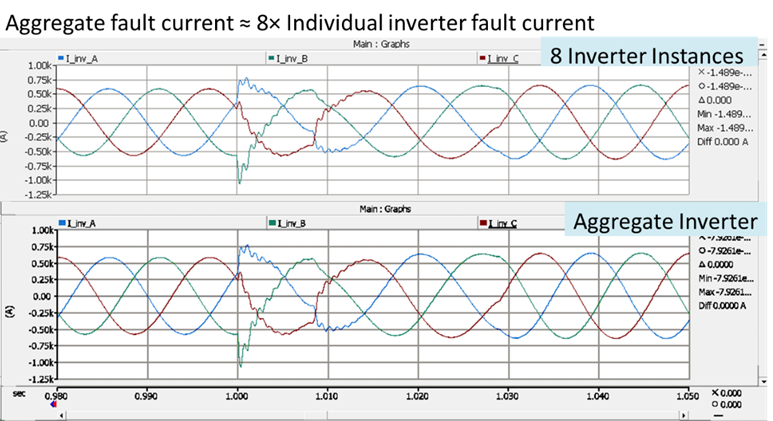 Aggregate fault current ≈ 8× Individual inverter fault current
Main : Graphs
I_inv_A I_inv_B I_inv_C
8 Inverter Instances
1.00k
0.75k
0.50k
0.25k
0.00
-0.25k
-0.50k
-0.75k
-1.00k
-1.25k
(A)
-1.489e-...
-1.489e-...
Δ 0.000
Min -1.489...
Max -1.489...
Diff 0.000 A
Main : Graphs
I_inv_A I_inv_B I_inv_C
Aggregate Inverter
1.00k
0.75k
0.50k
0.25k
0.00
-0.25k
-0.50k
-0.75k
-1.00k
-1.25k
(A)
-7.9261e-...
-7.9261e-...
Δ 0.0000
Min -7.9261...
Max -7.9261...
Diff 0.0000 A
sec 0.980 0.990 1.000 1.010 1.020 1.030 1.040 1.050
× 0.000
O 0.000